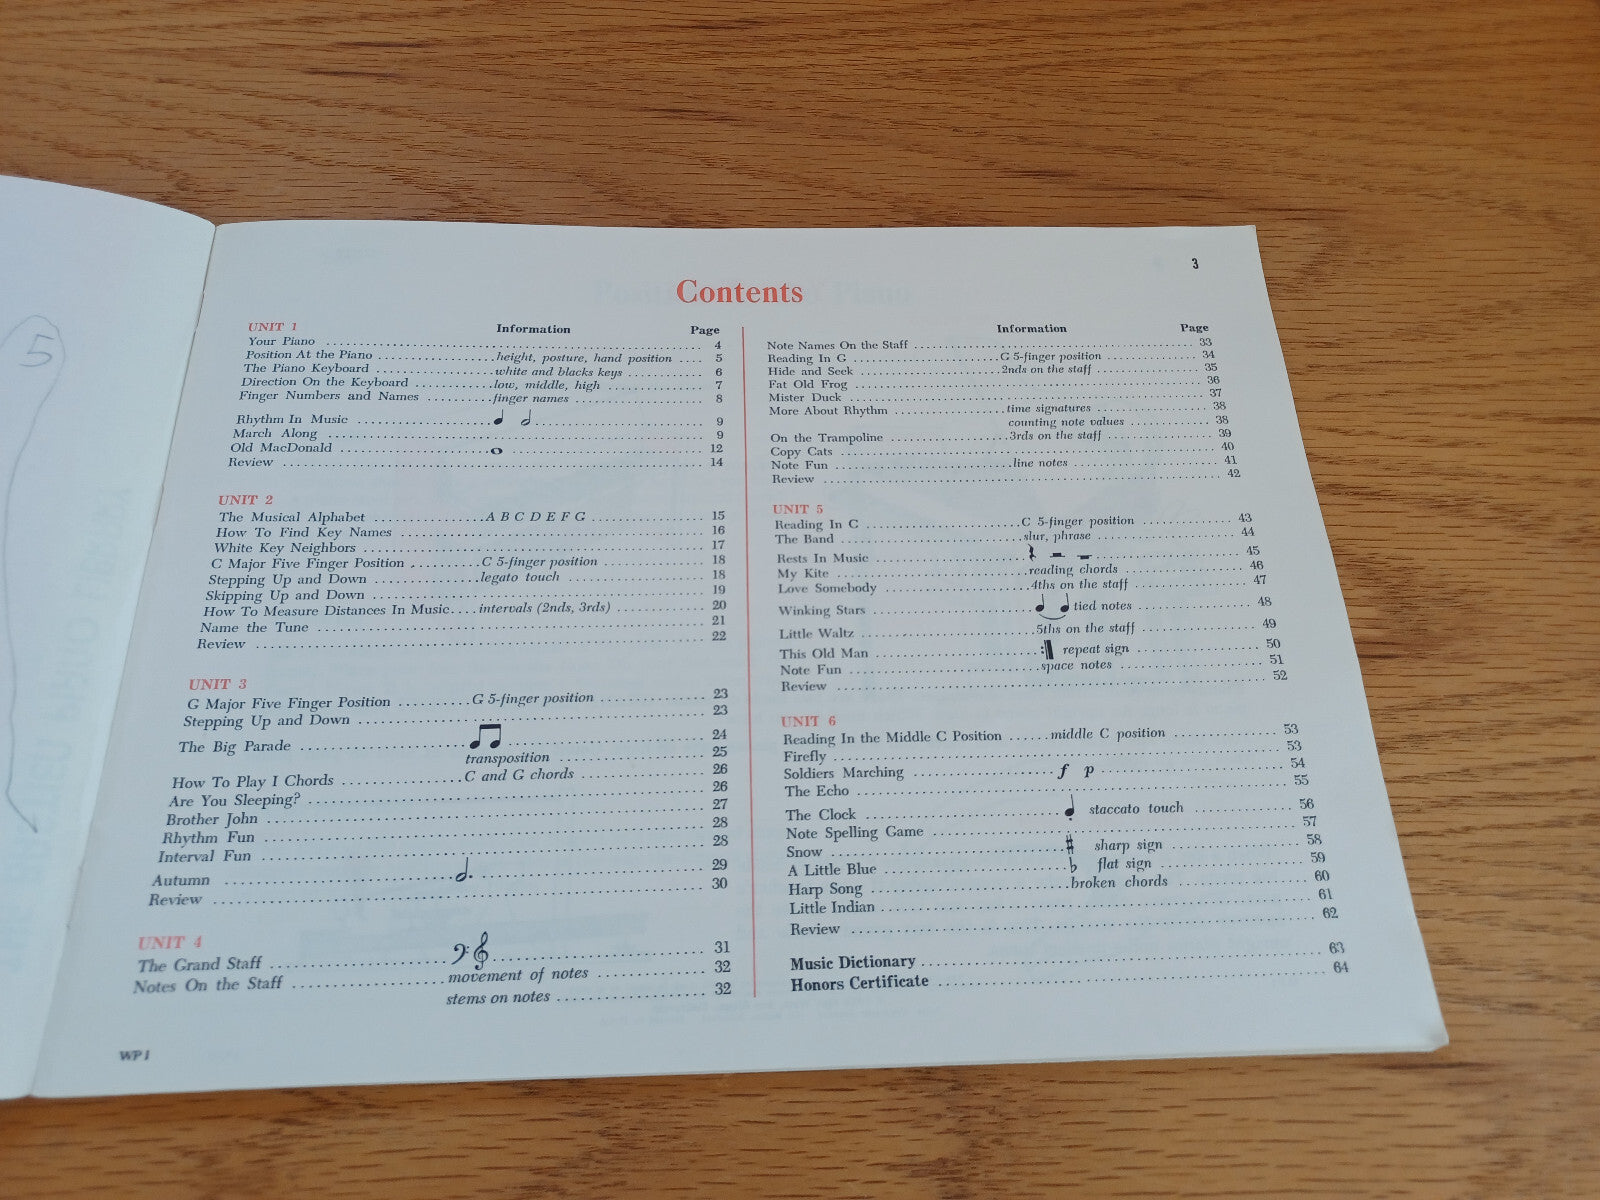 5
3
Contents
UNIT 1 Information Page
Your Piano 4
Position At the Piano height, posture, hand position 5
The Piano Keyboard white and blacks keys 6
Direction On the Keyboard low, middle, high 7
Finger Numbers and Names finger names 8
Rhythm In Music 9
March Along 9
Old MacDonald 12
Review 14
UNIT 2
The Musical Alphabet A B C D E F G 15
How To Find Key Names 16
White Key Neighbors 17
C Major Five Finger Position C 5-finger position 18
Stepping Up and Down legato touch 18
Skipping Up and Down 19
How To Measure Distances In Music intervals (2nds, 3rds) 20
Name the Tune 21
Review 22
UNIT 3
G Major Five Finger Position G 5-finger position 23
Stepping Up and Down 23
The Big Parade 24
transposition 25
How To Play I Chords C and G chords 26
Are You Sleeping? 26
Brother John 27
Rhythm Fun 28
Interval Fun 28
Autumn 29
Review 30
UNIT 4
The Grand Staff 31
Notes On the Staff movement of notes 32
stems on notes 32
WP1
Information Page
Note Names On the Staff 33
Reading In G G 5-finger position 34
Hide and Seek 2nds on the staff 35
Fat Old Frog 36
Mister Duck 37
More About Rhythm time signatures 38
counting note values 38
On the Trampoline 3rds on the staff 39
Copy Cats 40
Note Fun line notes 41
Review 42
UNIT 5
Reading In C C 5-finger position 43
The Band slur, phrase 44
Rests In Music 45
My Kite reading chords 46
Love Somebody 4ths on the staff 47
Winking Stars tied notes 48
Little Waltz 5ths on the staff 49
This Old Man repeat sign 50
Note Fun space notes 51
Review 52
UNIT 6
Reading In the Middle C Position middle C position 53
Firefly 53
Soldiers Marching f p 54
The Echo 55
The Clock staccato touch 56
Note Spelling Game 57
Snow ♯ sharp sign 58
A Little Blue ♭ flat sign 59
Harp Song broken chords 60
Little Indian 61
Review 62
Music Dictionary 63
Honors Certificate 64